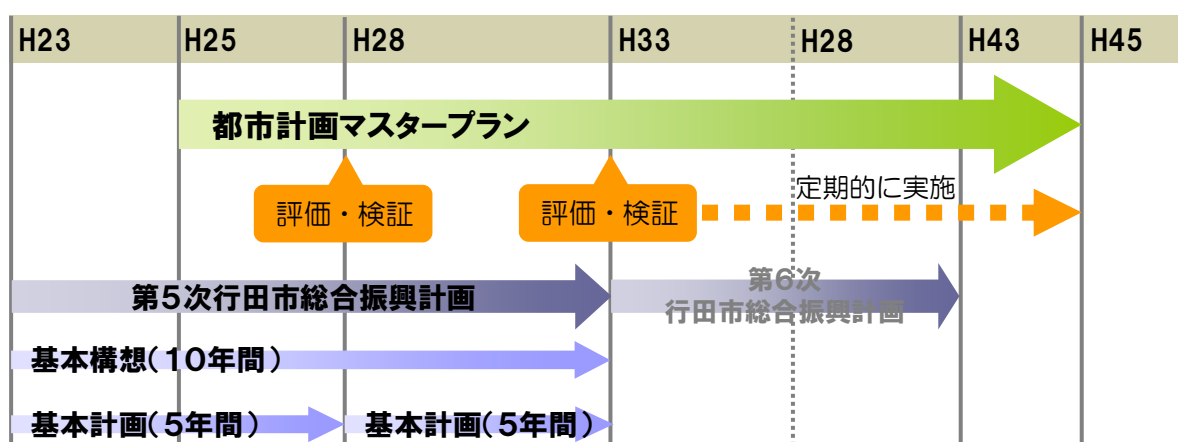 H23 H25 H28 H33 H28 H43 H45
都市計画マスタープラン
評価・検証 評価・検証 定期的に実施
第5次行田市総合振興計画
第6次
行田市総合振興計画
基本構想(10年間)
基本計画(5年間) 基本計画(5年間)